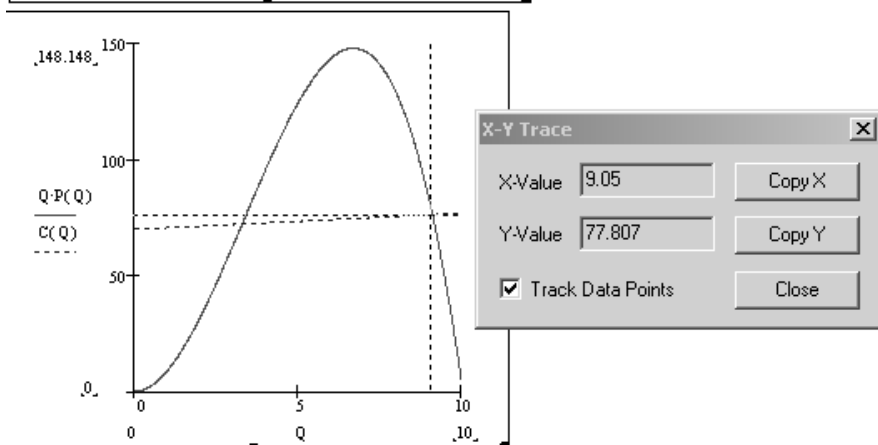 148.148
150
100
50
0
Q·P(Q)
C(Q)
0
5
10
0
Q
10
X-Y Trace
X-Value 9.05 Copy X
Y-Value 77.807 Copy Y
Track Data Points Close